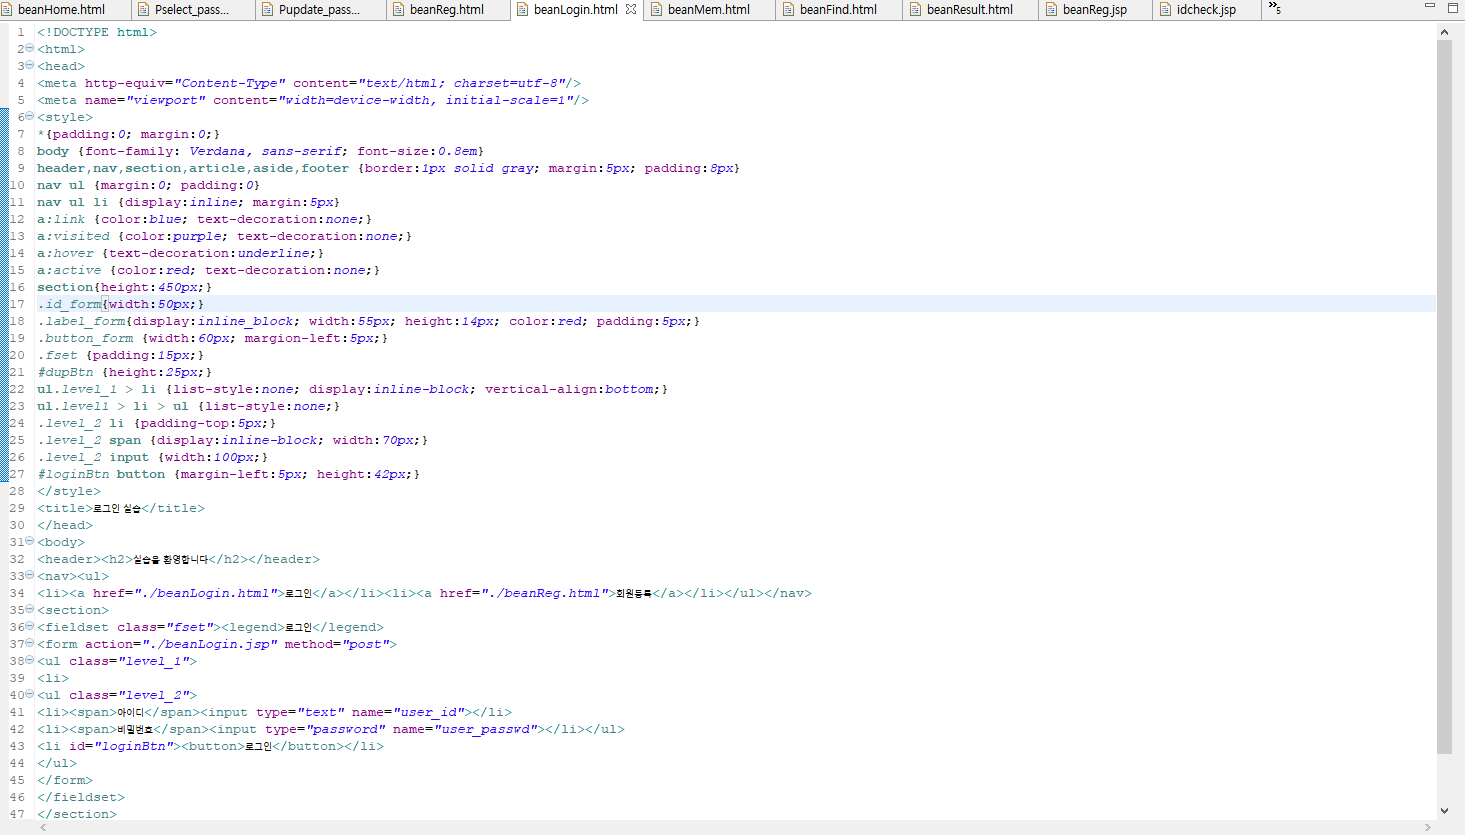 beanHome.html Pselect_pass... Pupdate_pass... beanReg.html beanLogin.html beanMem.html beanFind.html beanResult.html beanReg.jsp idcheck.jsp »5
1 <!DOCTYPE html>
2 <html>
3 <head>
4 <meta http-equiv="Content-Type" content="text/html; charset=utf-8"/>
5 <meta name="viewport" content="width=device-width, initial-scale=1"/>
6 <style>
7 *{padding:0; margin:0;}
8 body {font-family: Verdana, sans-serif; font-size:0.8em}
9 header,nav,section,article,aside,footer {border:1px solid gray; margin:5px; padding:8px}
10 nav ul {margin:0; padding:0}
11 nav ul li {display:inline; margin:5px}
12 a:link {color:blue; text-decoration:none;}
13 a:visited {color:purple; text-decoration:none;}
14 a:hover {text-decoration:underline;}
15 a:active {color:red; text-decoration:none;}
16 section{height:450px;}
17 .id_form{width:50px;}
18 .label_form{display:inline_block; width:55px; height:14px; color:red; padding:5px;}
19 .button_form {width:60px; margion-left:5px;}
20 .fset {padding:15px;}
21 #dupBtn {height:25px;}
22 ul.level_1 > li {list-style:none; display:inline-block; vertical-align:bottom;}
23 ul.level1 > li > ul {list-style:none;}
24 .level_2 li {padding-top:5px;}
25 .level_2 span {display:inline-block; width:70px;}
26 .level_2 input {width:100px;}
27 #loginBtn button {margin-left:5px; height:42px;}
28 </style>
29 <title>로그인 실습</title>
30 </head>
31 <body>
32 <header><h2>실습을 환영합니다</h2></header>
33 <nav><ul>
34 <li><a href="./beanLogin.html">로그인</a></li><li><a href="./beanReg.html">회원등록</a></li></ul></nav>
35 <section>
36 <fieldset class="fset"><legend>로그인</legend>
37 <form action="./beanLogin.jsp" method="post">
38 <ul class="level_1">
39 <li>
40 <ul class="level_2">
41 <li><span>아이디</span><input type="text" name="user_id"></li>
42 <li><span>비밀번호</span><input type="password" name="user_passwd"></li></ul>
43 <li id="loginBtn"><button>로그인</button></li>
44 </ul>
45 </form>
46 </fieldset>
47 </section>